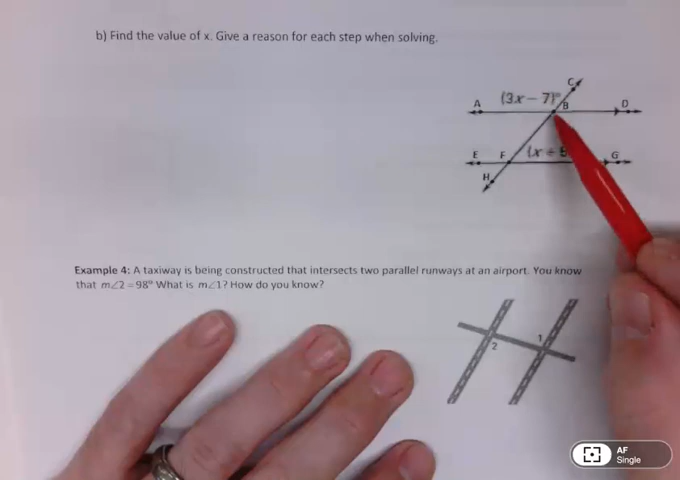 b) Find the value of x. Give a reason for each step when solving.
C
A (3x − 7)° B D
E F (x + G
H
Example 4: A taxiway is being constructed that intersects two parallel runways at an airport. You know
that m∠2 = 98° What is m∠1? How do you know?
1
2
AF
Single